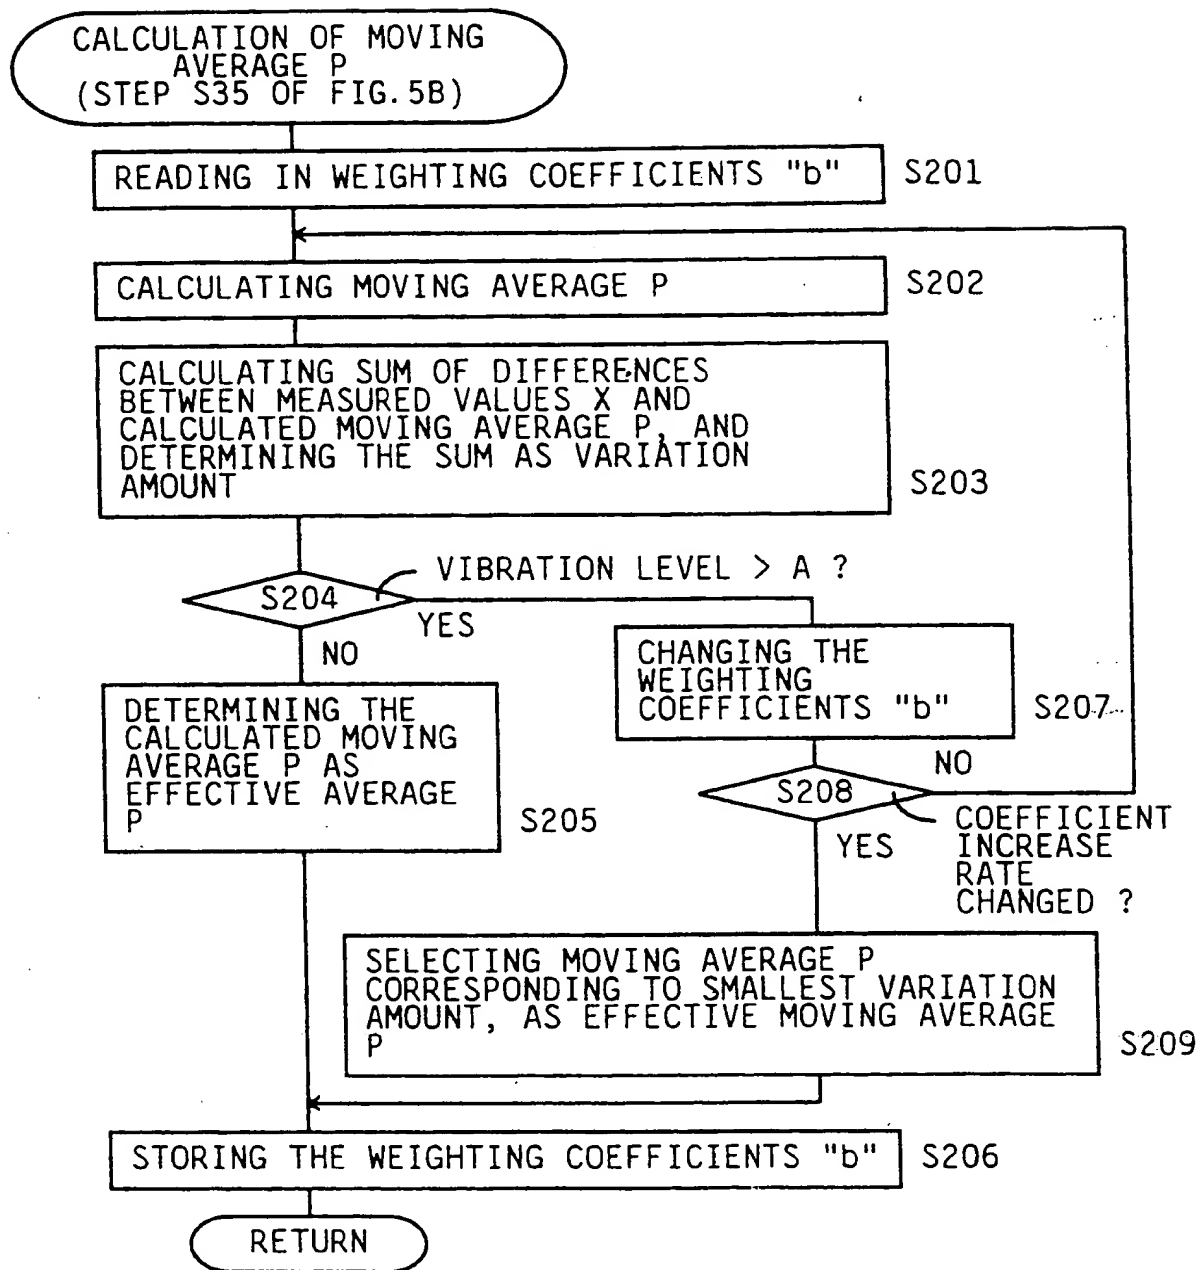 CALCULATION OF MOVING
AVERAGE P
(STEP S35 OF FIG.5B)
READING IN WEIGHTING COEFFICIENTS "b"
S201
CALCULATING MOVING AVERAGE P
S202
CALCULATING SUM OF DIFFERENCES
BETWEEN MEASURED VALUES X AND
CALCULATED MOVING AVERAGE P, AND
DETERMINING THE SUM AS VARIATION
AMOUNT
S203
VIBRATION LEVEL > A ?
S204
YES
NO
CHANGING THE
WEIGHTING
COEFFICIENTS "b"
S207
DETERMINING THE
CALCULATED MOVING
AVERAGE P AS
EFFECTIVE AVERAGE
P
S205
NO
S208
YES
COEFFICIENT
INCREASE
RATE
CHANGED ?
SELECTING MOVING AVERAGE P
CORRESPONDING TO SMALLEST VARIATION
AMOUNT, AS EFFECTIVE MOVING AVERAGE
P
S209
STORING THE WEIGHTING COEFFICIENTS "b"
S206
RETURN